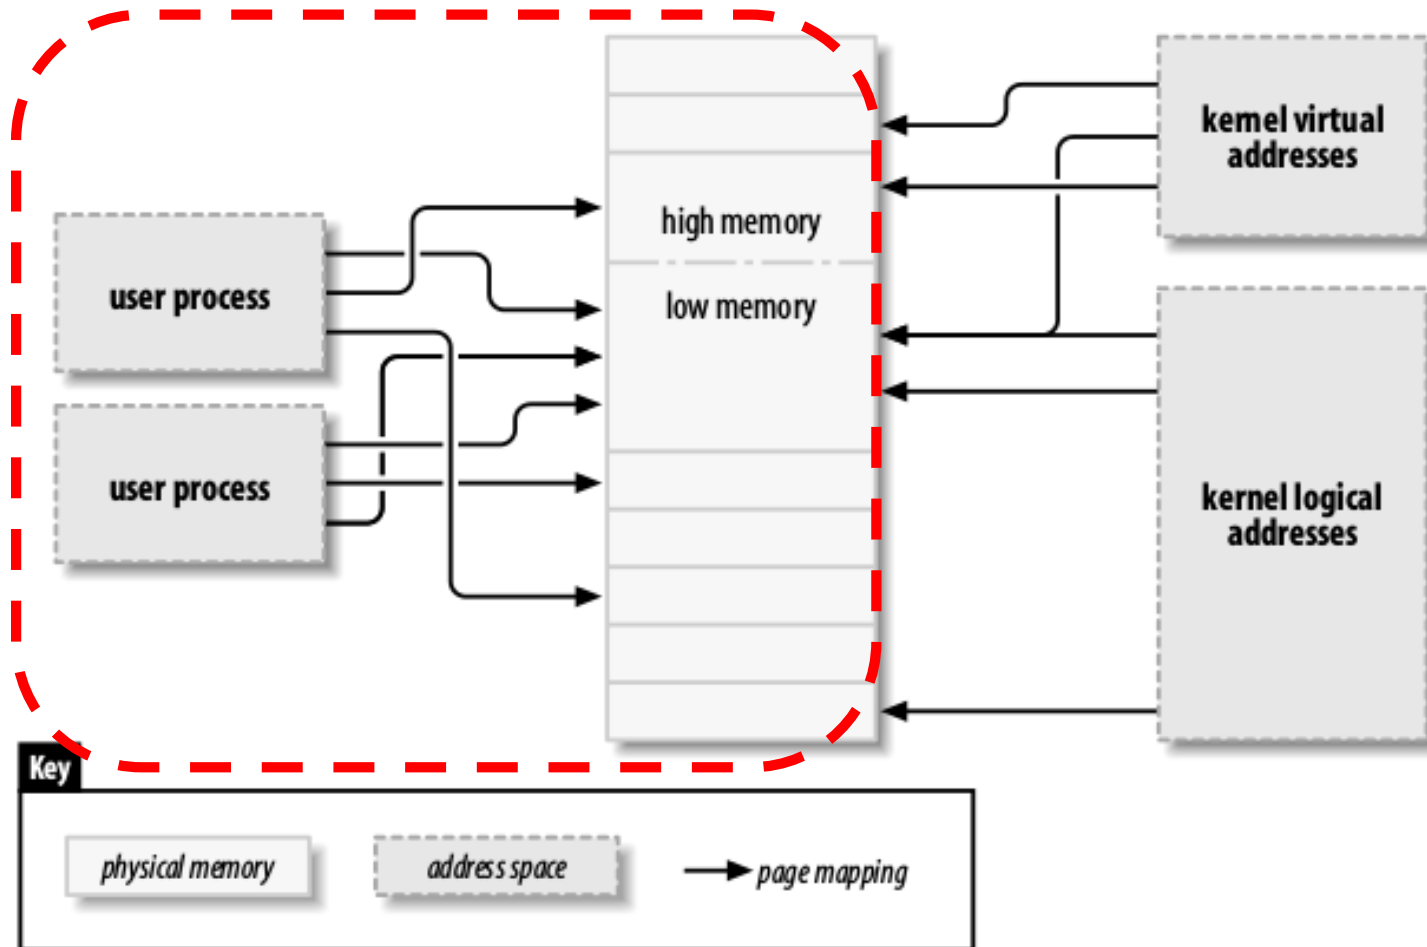 kernel virtual
addresses
high memory
user process
low memory
user process
kernel logical
addresses
Key
physical memory
address space
page mapping